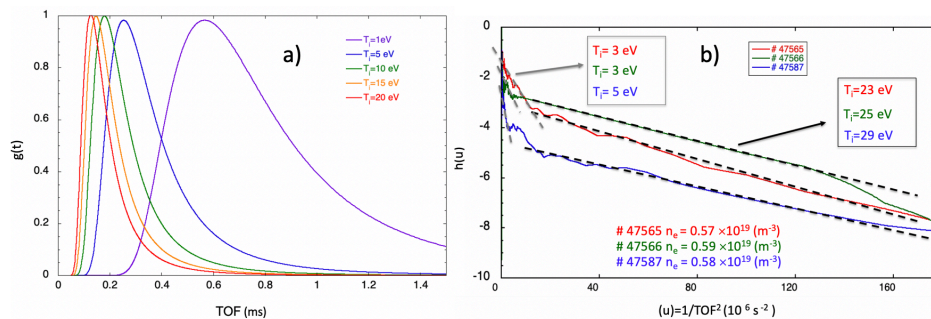 a)
g(t)
1
0.8
0.6
0.4
0.2
0
0 0.2 0.4 0.6 0.8 1 1.2 1.4
TOF (ms)
Ti=1eV
Ti=5 eV
Ti=10 eV
Ti=15 eV
Ti=20 eV
b)
h(u)
0
-2
-4
-6
-8
-10
0 40 80 120 160
(u)=1/TOF² (10 ⁶ s⁻²)
Ti= 3 eV
Ti= 3 eV
Ti= 5 eV
# 47565
# 47566
# 47587
Ti=23 eV
Ti=25 eV
Ti=29 eV
# 47565 ne = 0.57 ×10¹⁹ (m⁻³)
# 47566 ne = 0.59 ×10¹⁹ (m⁻³)
# 47587 ne = 0.58 ×10¹⁹ (m⁻³)